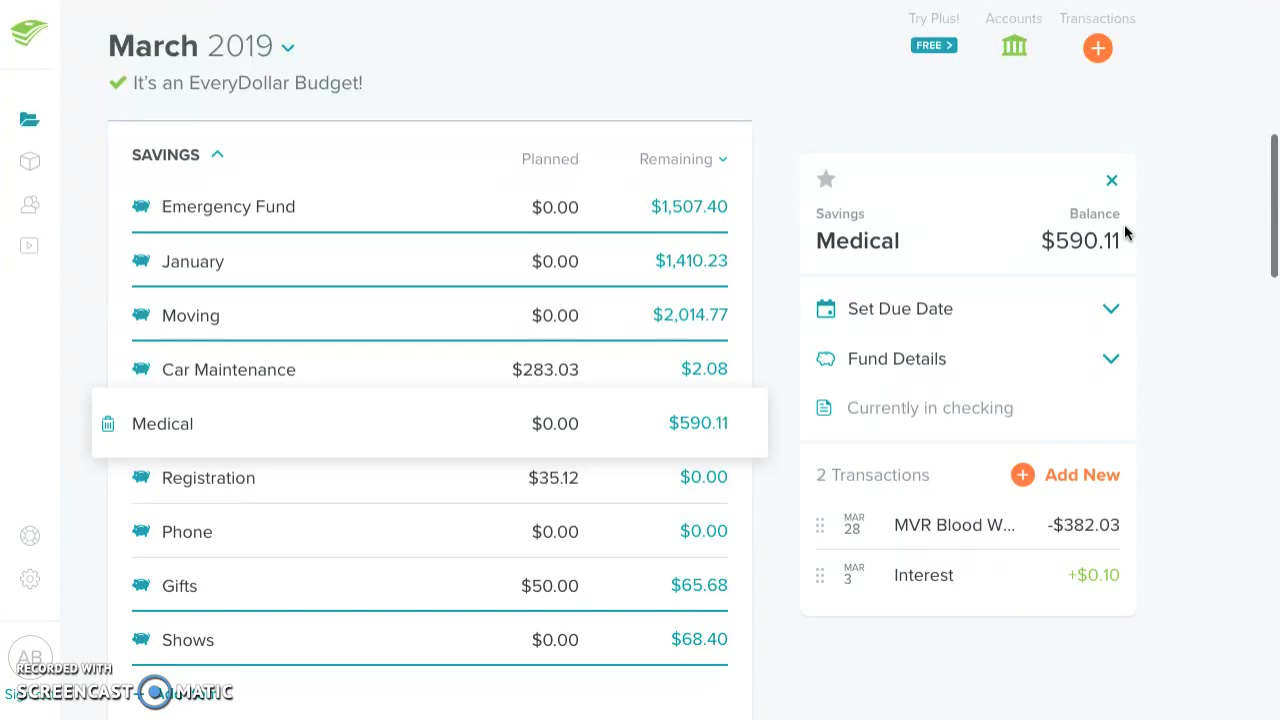 Try Plus! Accounts Transactions
March 2019
FREE >
It's an EveryDollar Budget!
SAVINGS Planned Remaining
Emergency Fund $0.00 $1,507.40
January $0.00 $1,410.23
Moving $0.00 $2,014.77
Car Maintenance $283.03 $2.08
Medical $0.00 $590.11
Registration $35.12 $0.00
Phone $0.00 $0.00
Gifts $50.00 $65.68
Shows $0.00 $68.40
Savings Balance
Medical $590.11
Set Due Date
Fund Details
Currently in checking
2 Transactions Add New
MAR 28 MVR Blood W... -$382.03
MAR 3 Interest +$0.10
AB
RECORDED WITH
SCREENCAST MATIC